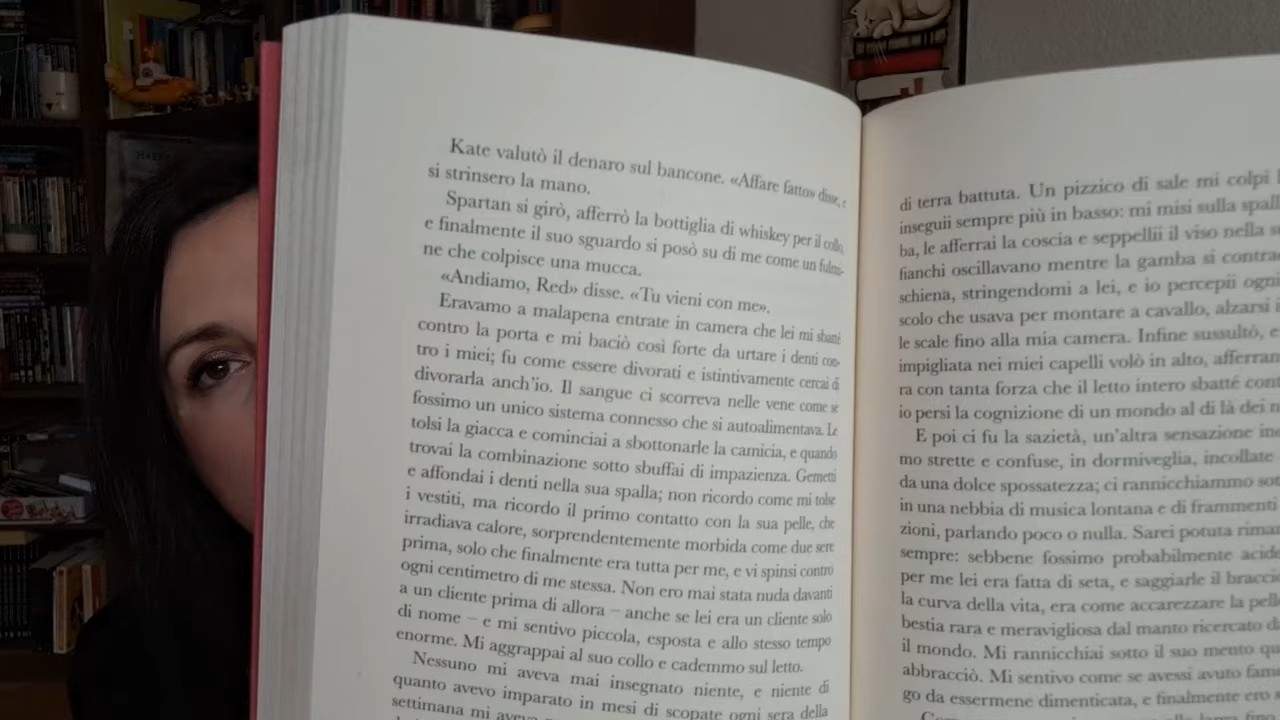 Kate valutò il denaro sul bancone. «Affare fatto» disse, e
si strinsero la mano.
Spartan si girò, afferrò la bottiglia di whiskey per il collo,
e finalmente il suo sguardo si posò su di me come un fulmi-
ne che colpisce una mucca.
«Andiamo, Red» disse. «Tu vieni con me».
Eravamo a malapena entrate in camera che lei mi sbatté
contro la porta e mi baciò così forte da urtare i denti con-
tro i miei; fu come essere divorati e istintivamente cercai di
divorarla anch'io. Il sangue ci scorreva nelle vene come se
fossimo un unico sistema connesso che si autoalimentava. Le
tolsi la giacca e cominciai a sbottonarle la camicia, e quando
trovai la combinazione sotto sbuffai di impazienza. Gemetti
e affondai i denti nella sua spalla; non ricordo come mi tolse
i vestiti, ma ricordo il primo contatto con la sua pelle, che
irradiava calore, sorprendentemente morbida come due sere
prima, solo che finalmente era tutta per me, e vi spinsi contro
ogni centimetro di me stessa. Non ero mai stata nuda davanti
a un cliente prima di allora – anche se lei era un cliente solo
di nome – e mi sentivo piccola, esposta e allo stesso tempo
enorme. Mi aggrappai al suo collo e cademmo sul letto.
Nessuno mi aveva mai insegnato niente, e niente di
quanto avevo imparato in mesi di scopate ogni sera della
settimana mi
di terra battuta. Un pizzico di sale mi colpì
inseguii sempre più in basso: mi misi sulla
ba, le afferrai la coscia e seppellii il viso nella
fianchi oscillavano mentre la gamba si
schiena, stringendomi a lei, e io percepii
scolo che usava per montare a cavallo, alzarsi
le scale fino alla mia camera. Infine sussultò,
impigliata nei miei capelli volò in alto,
ra con tanta forza che il letto intero sbatté
io persi la cognizione di un mondo al di là dei
E poi ci fu la sazietà, un'altra sensazione
mo strette e confuse, in dormiveglia, incollate
da una dolce spossatezza; ci rannicchiammo
in una nebbia di musica lontana e di frammenti
zioni, parlando poco o nulla. Sarei potuta
sempre: sebbene fossimo probabilmente
per me lei era fatta di seta, e saggiarle il
la curva della vita, era come accarezzare la
bestia rara e meravigliosa dal manto ricercato
il mondo. Mi rannicchiai sotto il suo mento
abbracciò. Mi sentivo come se avessi avuto
go da essermene dimenticata, e finalmente ero